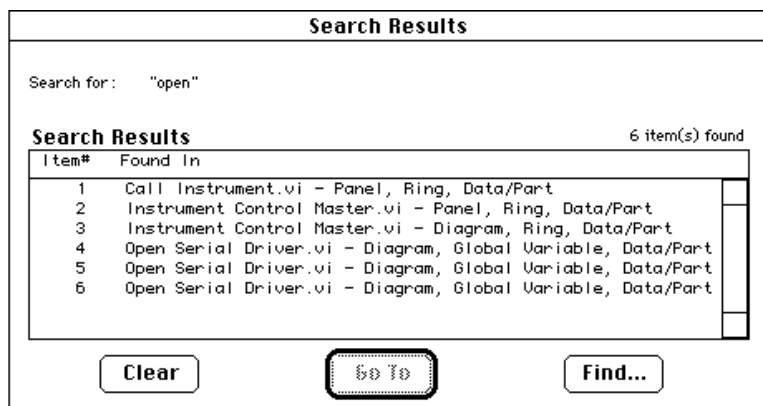 Search Results
Search for: "open"
Search Results 6 item(s) found
Item# Found In
1 Call Instrument.vi - Panel, Ring, Data/Part
2 Instrument Control Master.vi - Panel, Ring, Data/Part
3 Instrument Control Master.vi - Diagram, Ring, Data/Part
4 Open Serial Driver.vi - Diagram, Global Variable, Data/Part
5 Open Serial Driver.vi - Diagram, Global Variable, Data/Part
6 Open Serial Driver.vi - Diagram, Global Variable, Data/Part
Clear Go To Find...